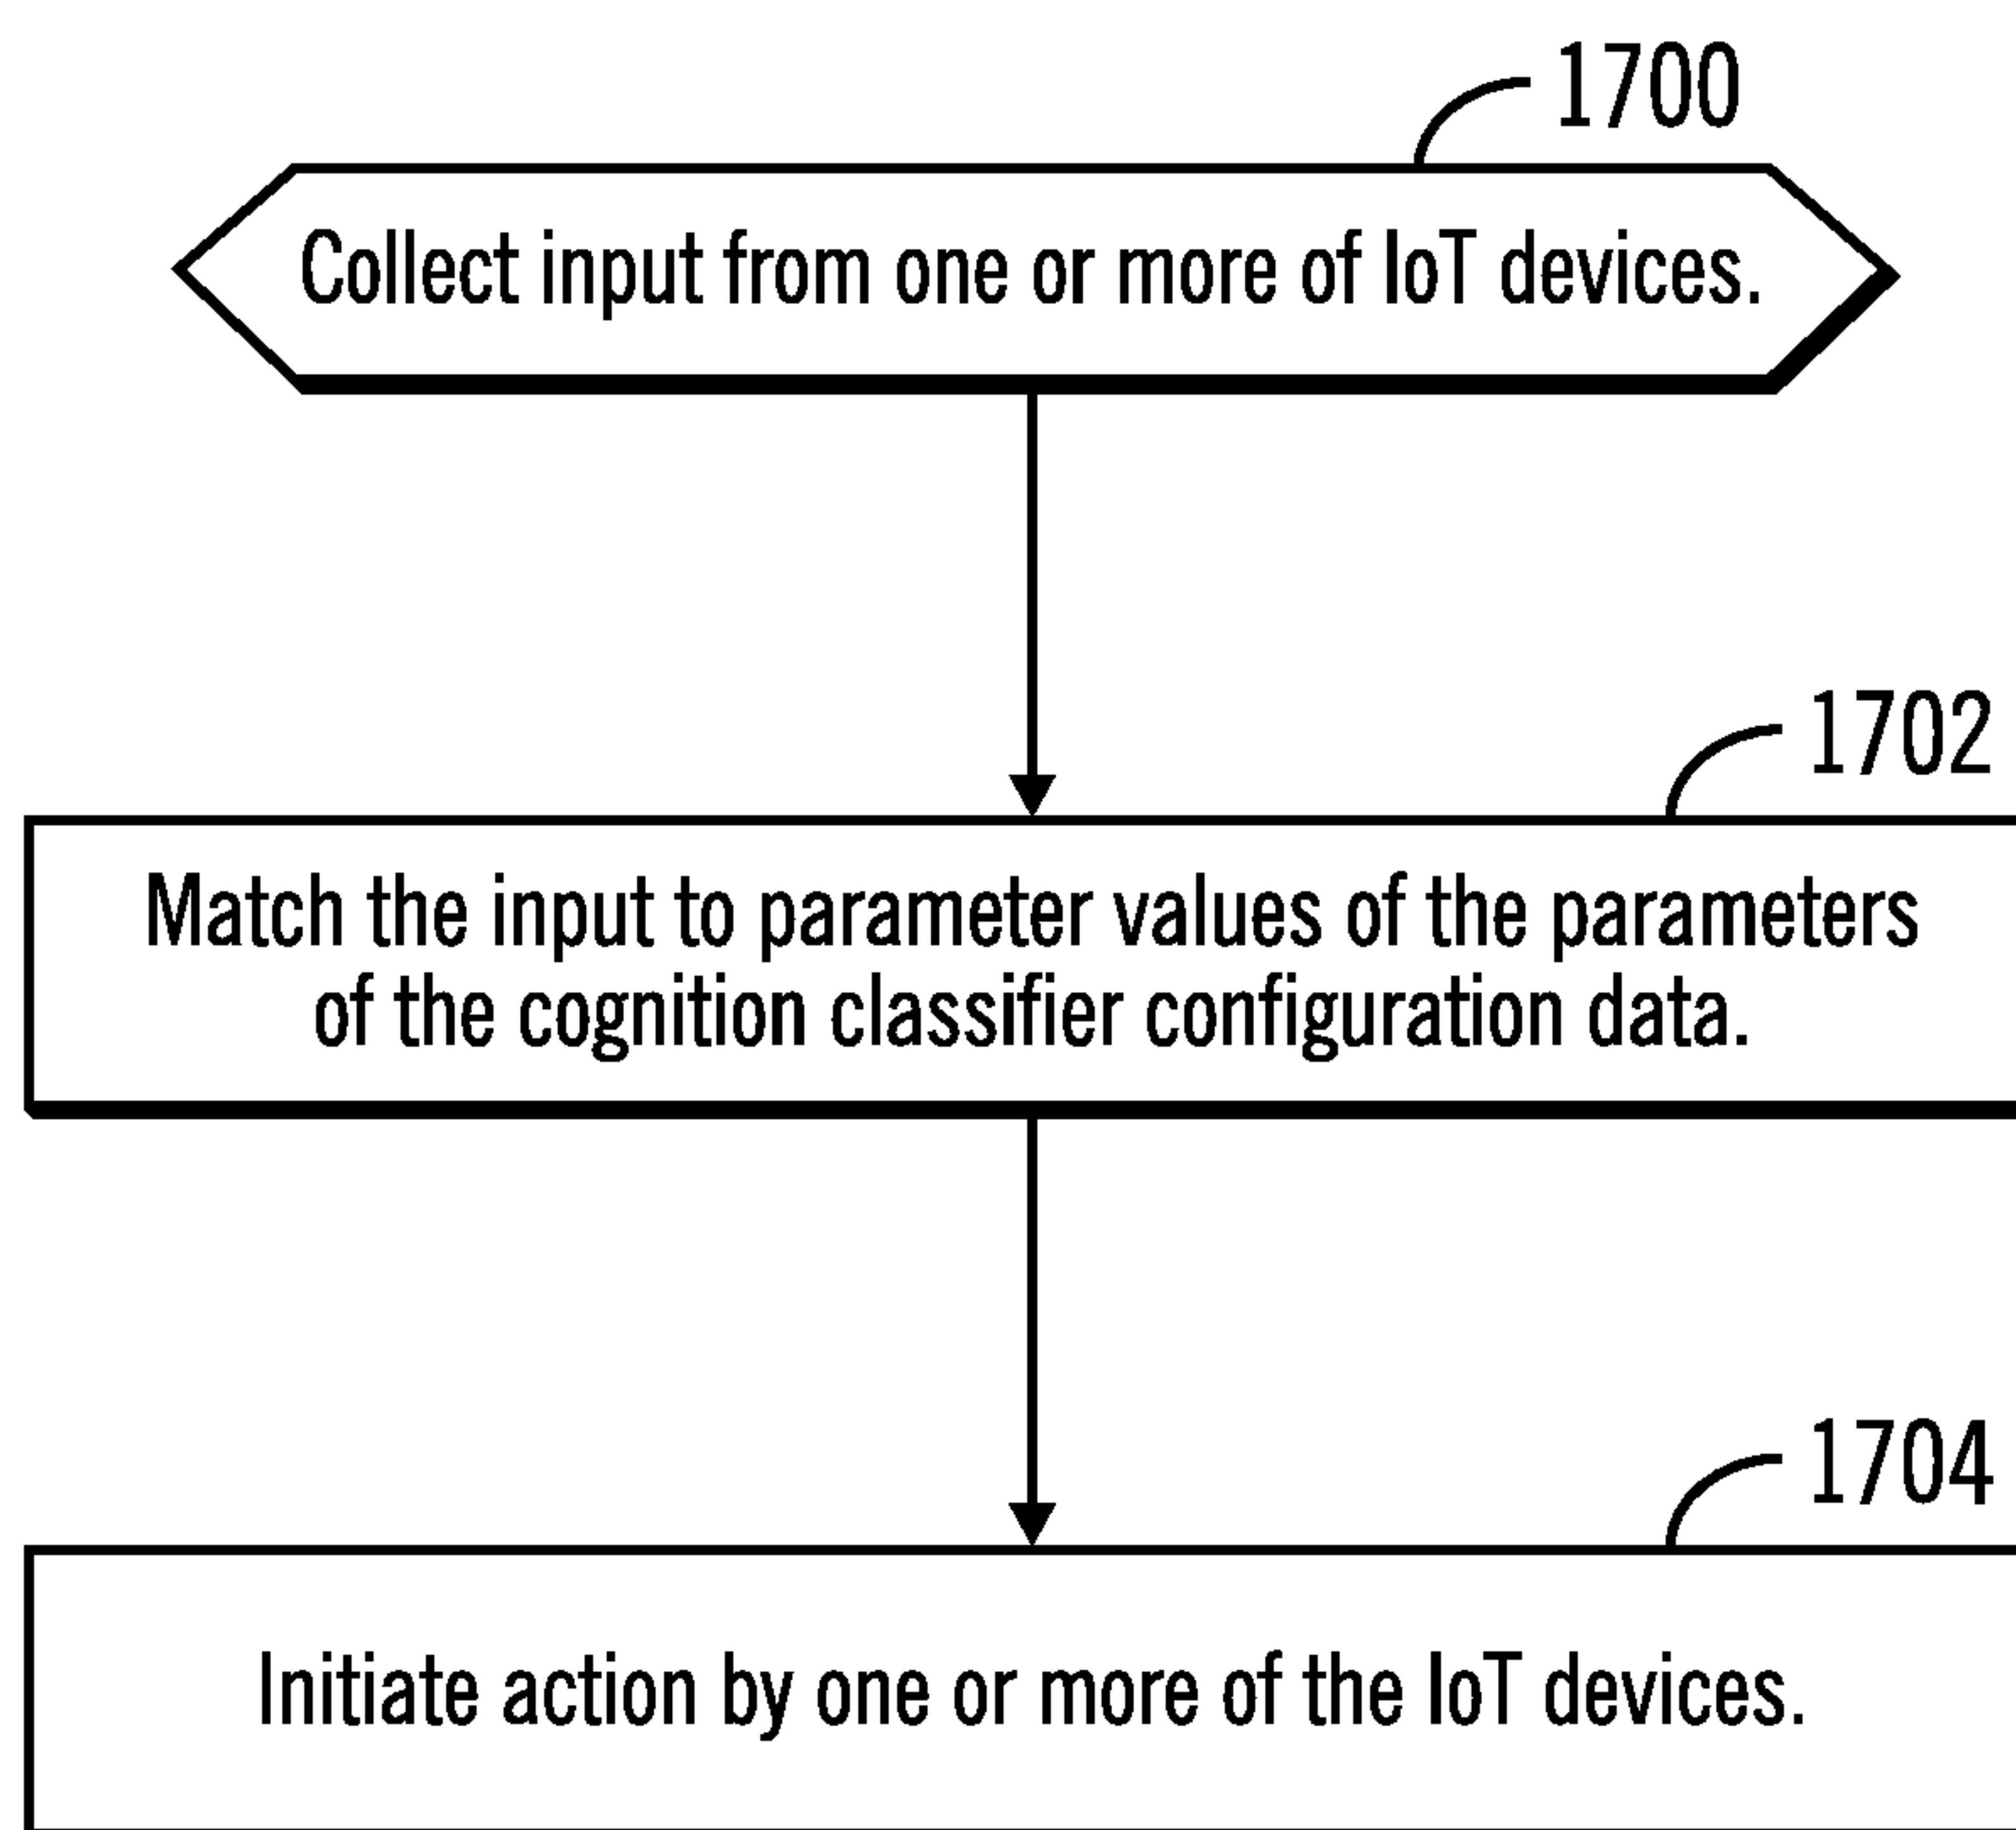 1700
Collect input from one or more of IoT devices.
1702
Match the input to parameter values of the parameters
of the cognition classifier configuration data.
1704
Initiate action by one or more of the IoT devices.